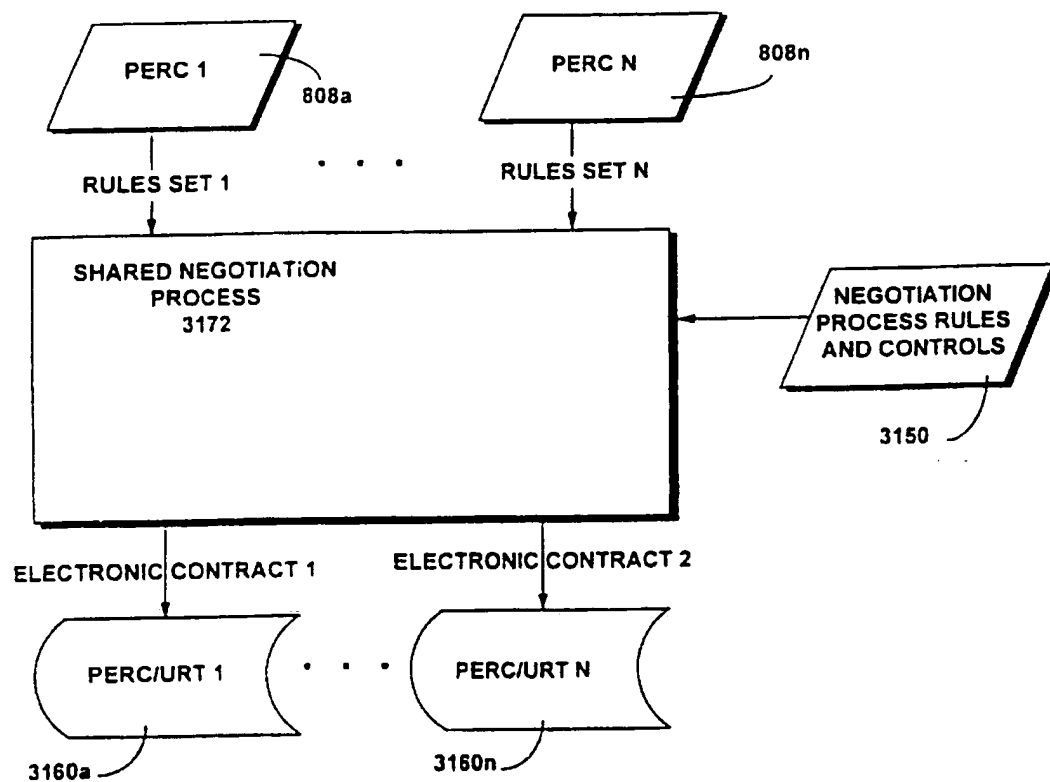 PERC 1
808a
PERC N
808n
RULES SET 1
RULES SET N
SHARED NEGOTIATiON
PROCESS
3172
NEGOTIATION
PROCESS RULES
AND CONTROLS
3150
ELECTRONIC CONTRACT 1
ELECTRONIC CONTRACT 2
PERC/URT 1
PERC/URT N
3160a
3160n